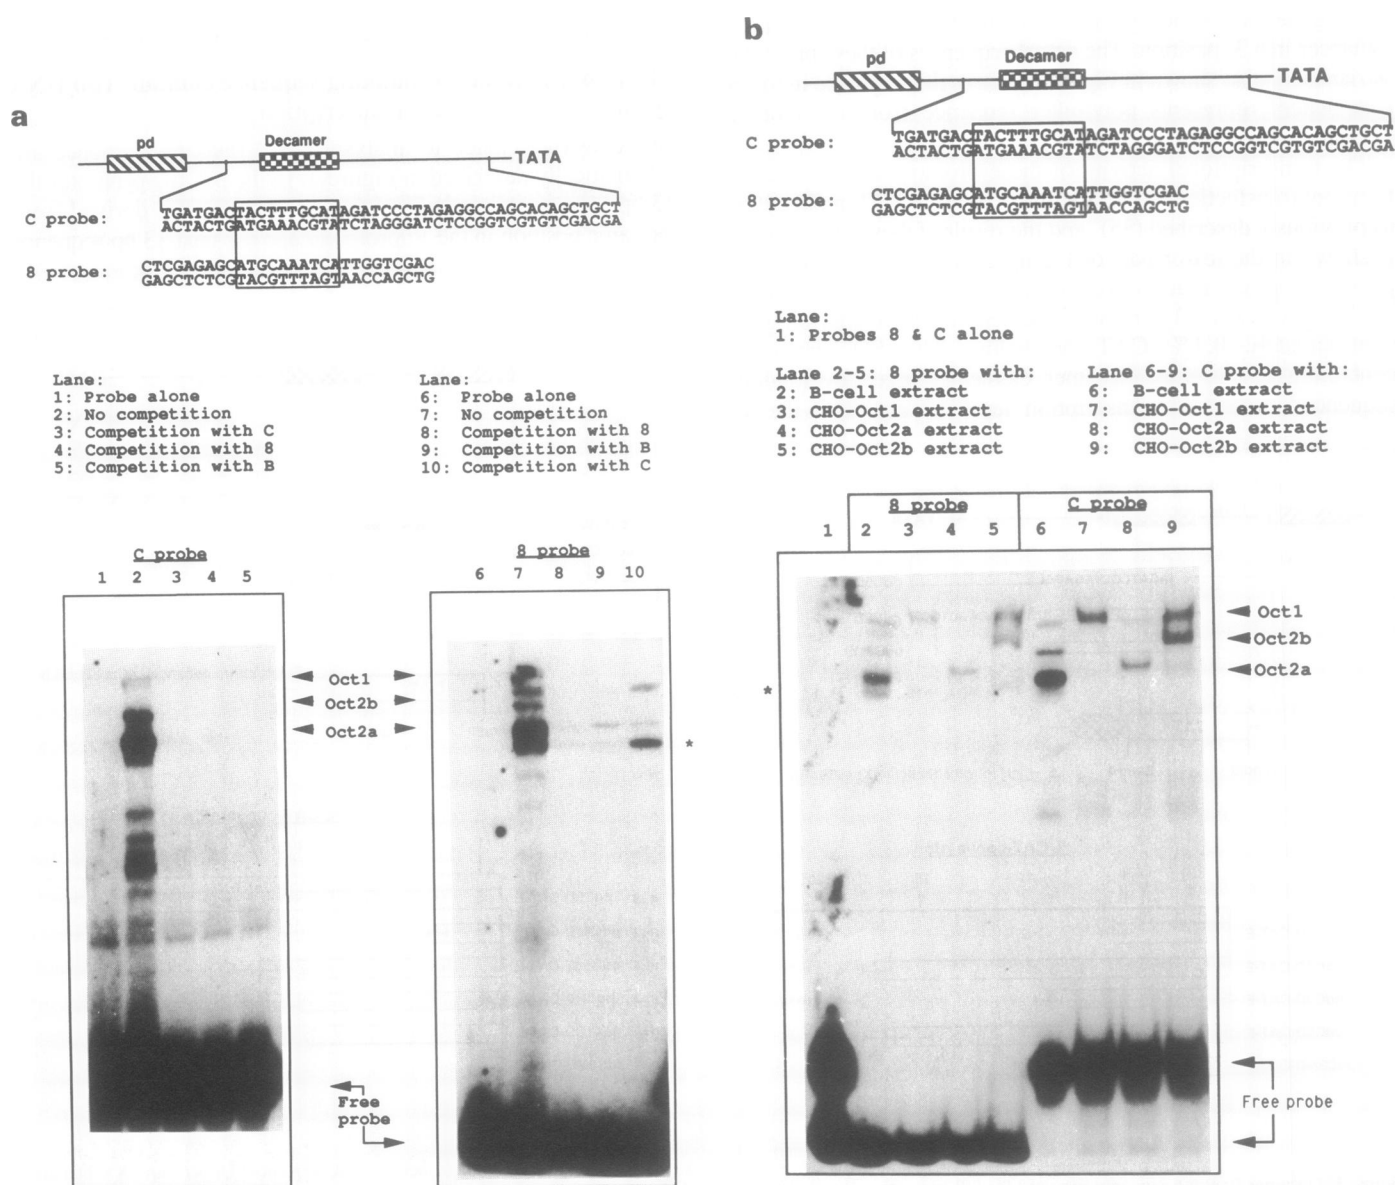 a
pd
Decamer
TATA
C probe:
TGATGACTACTTTGCATAGATCCCTAGAGGCCAGCACAGCTGCT
ACTACTGATGAAACGTATCTAGGGATCTCCGGTCGTGTCGACGA
8 probe:
CTCGAGAGCATGCAAATCATTGGTCGAC
GAGCTCTCGTACGTTTAGTAACCAGCTG
Lane:
1: Probe alone
2: No competition
3: Competition with C
4: Competition with 8
5: Competition with B
Lane:
6: Probe alone
7: No competition
8: Competition with 8
9: Competition with B
10: Competition with C
C probe
1 2 3 4 5
8 probe
6 7 8 9 10
Oct1
Oct2b
Oct2a
*
Free
probe
b
pd
Decamer
TATA
C probe:
TGATGACTACTTTGCATAGATCCCTAGAGGCCAGCACAGCTGCT
ACTACTGATGAAACGTATCTAGGGATCTCCGGTCGTGTCGACGA
8 probe:
CTCGAGAGCATGCAAATCATTGGTCGAC
GAGCTCTCGTACGTTTAGTAACCAGCTG
Lane:
1: Probes 8 & C alone
Lane 2-5: 8 probe with:
2: B-cell extract
3: CHO-Oct1 extract
4: CHO-Oct2a extract
5: CHO-Oct2b extract
Lane 6-9: C probe with:
6: B-cell extract
7: CHO-Oct1 extract
8: CHO-Oct2a extract
9: CHO-Oct2b extract
8 probe
C probe
1 2 3 4 5 6 7 8 9
Oct1
Oct2b
Oct2a
*
Free probe